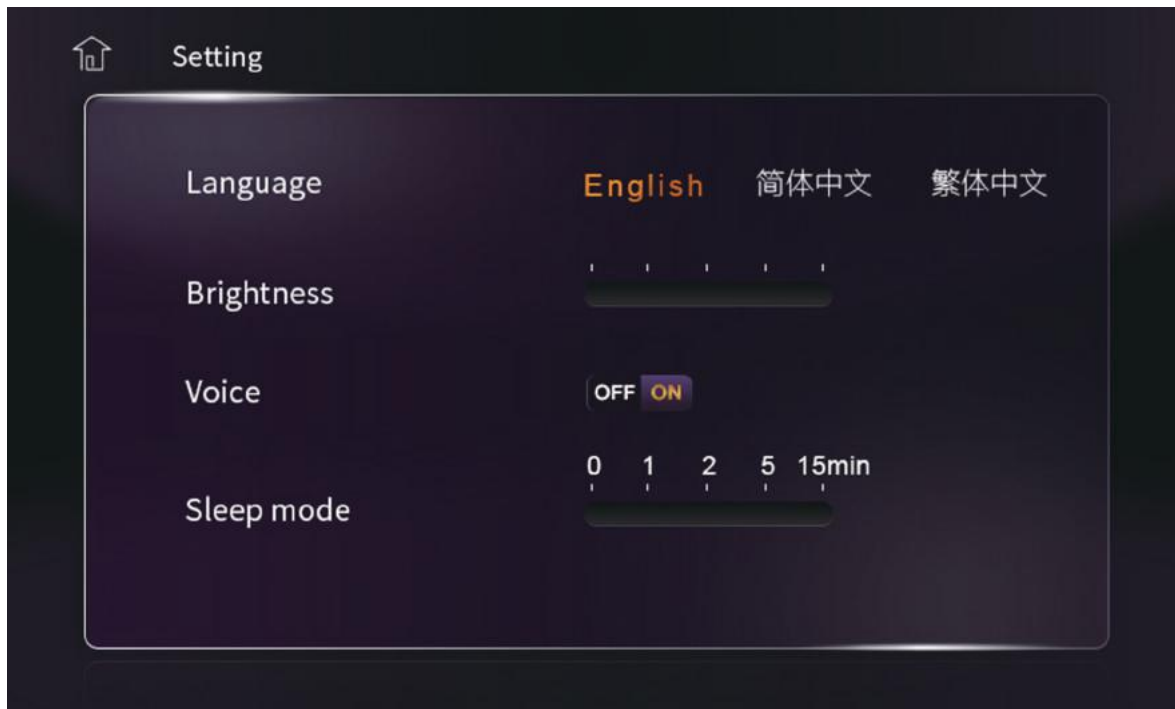 Setting
Language English 简体中文 繁体中文
Brightness
Voice OFF ON
0 1 2 5 15min
Sleep mode